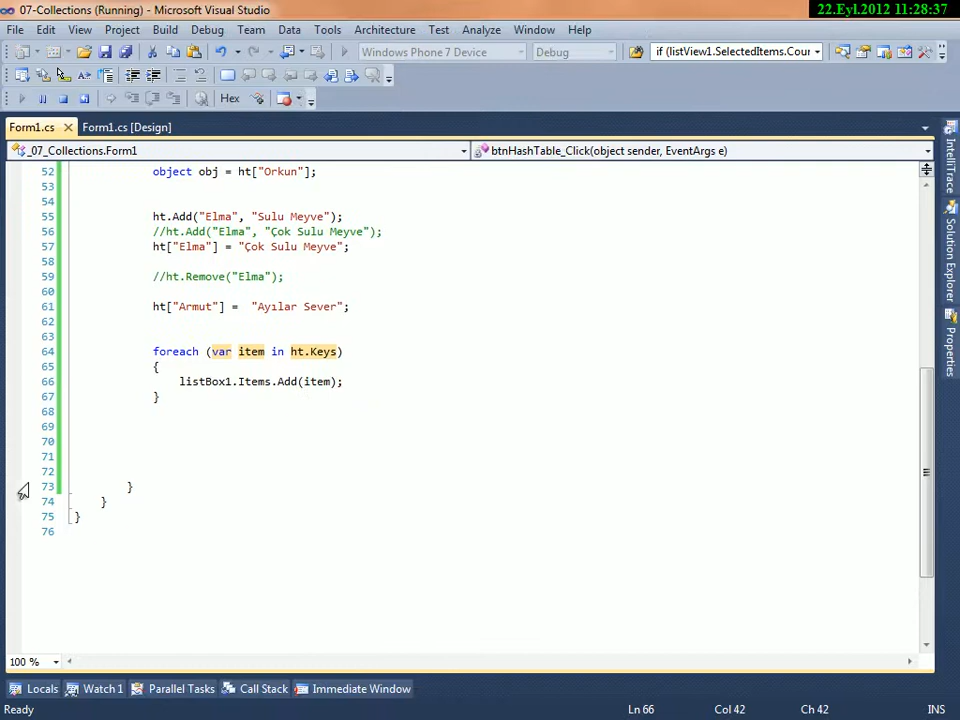 07-Collections (Running) - Microsoft Visual Studio
22.Eyl.2012 11:28:37
File Edit View Project Build Debug Team Data Tools Architecture Test Analyze Window Help
Windows Phone 7 Device Debug if (listView1.SelectedItems.Cour
Hex
Form1.cs Form1.cs [Design]
_07_Collections.Form1 btnHashTable_Click(object sender, EventArgs e)
52 object obj = ht["Orkun"];
53
54
55 ht.Add("Elma", "Sulu Meyve");
56 //ht.Add("Elma", "Çok Sulu Meyve");
57 ht["Elma"] = "Çok Sulu Meyve";
58
59 //ht.Remove("Elma");
60
61 ht["Armut"] = "Ayılar Sever";
62
63
64 foreach (var item in ht.Keys)
65 {
66 listBox1.Items.Add(item);
67 }
68
69
70
71
72
73 }
74 }
75 }
76
IntelliTrace
Solution Explorer
Properties
100 %
Locals Watch 1 Parallel Tasks Call Stack Immediate Window
Ready Ln 66 Col 42 Ch 42 INS